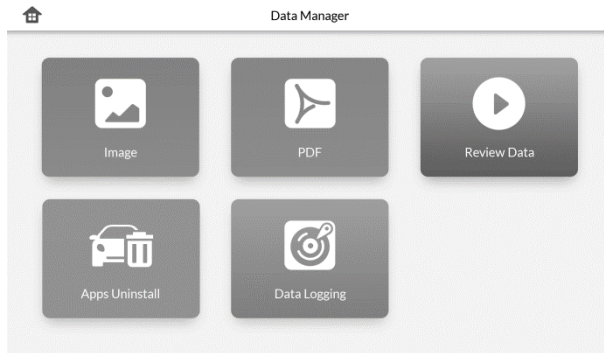 Data Manager
Image
PDF
Review Data
Apps Uninstall
Data Logging